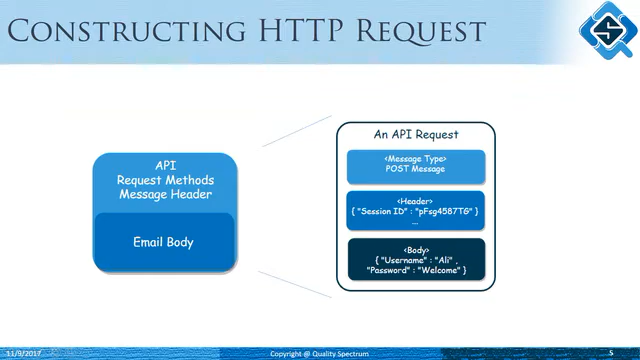 Constructing HTTP Request
S
API
Request Methods
Message Header
Email Body
An API Request
<Message Type>
POST Message
<Header>
{ "Session ID" : "pFsg4587TG" }
...
<Body>
{ "Username" : "Ali" ,
"Password" : "Welcome" }
11/9/2017
Copyright @ Quality Spectrum
5